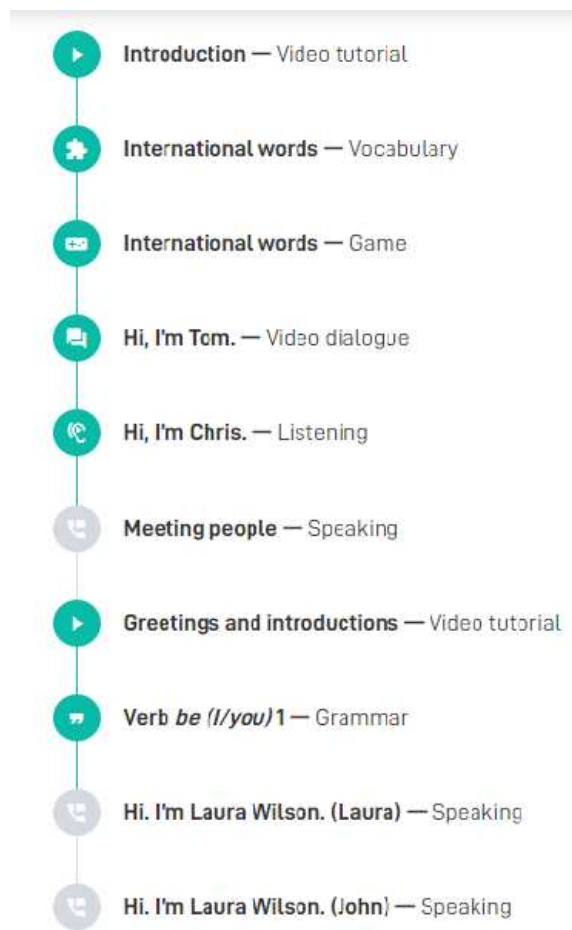 Introduction — Video tutorial
International words — Vocabulary
International words — Game
Hi, I'm Tom. — Video dialogue
Hi, I'm Chris. — Listening
Meeting people — Speaking
Greetings and introductions — Video tutorial
Verb be (I/you) 1 — Grammar
Hi. I'm Laura Wilson. (Laura) — Speaking
Hi. I'm Laura Wilson. (John) — Speaking